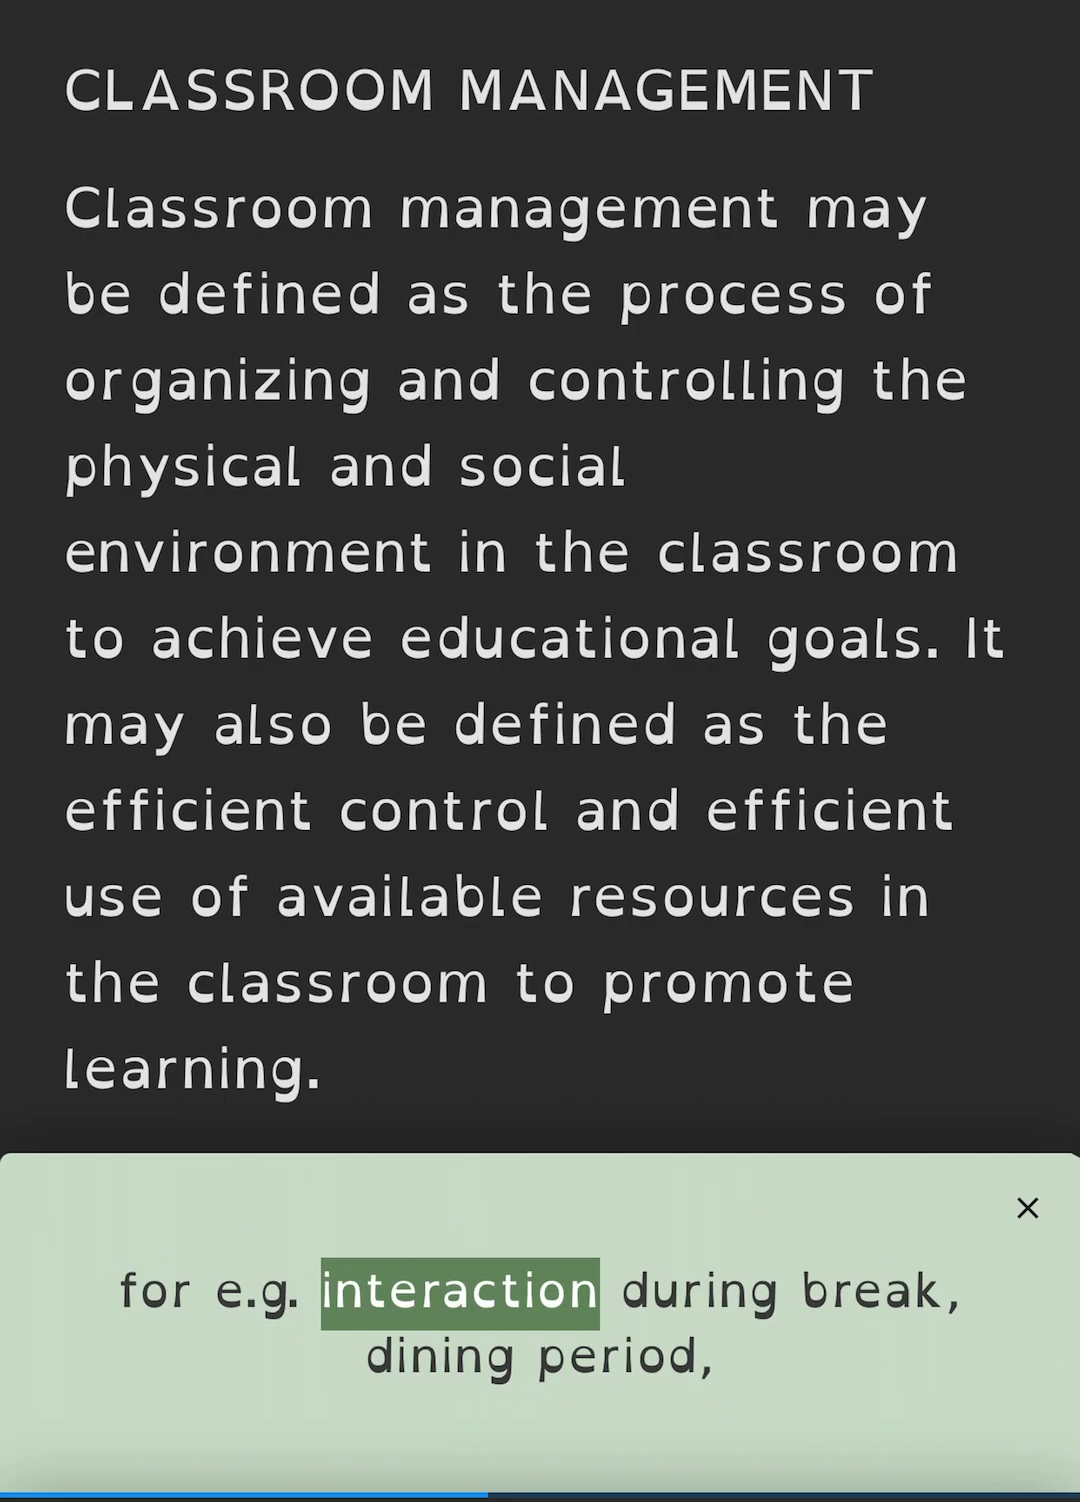 CLASSROOM MANAGEMENT
Classroom management may
be defined as the process of
organizing and controlling the
physical and social
environment in the classroom
to achieve educational goals. It
may also be defined as the
efficient control and efficient
use of available resources in
the classroom to promote
learning.
for e.g. interaction during break,
dining period,